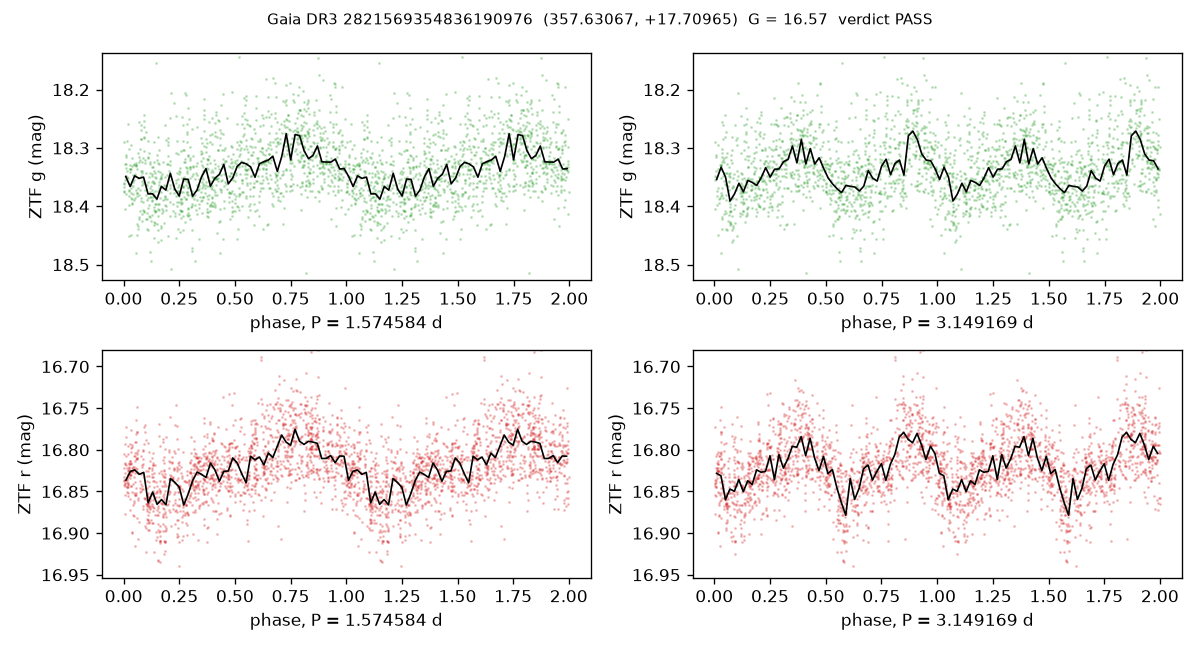 Gaia DR3 2821569354836190976 (357.63067, +17.70965) G = 16.57 verdict PASS
ZTF g (mag)
18.2
18.3
18.4
18.5
0.00 0.25 0.50 0.75 1.00 1.25 1.50 1.75 2.00
phase, P = 1.574584 d
ZTF g (mag)
18.2
18.3
18.4
18.5
0.00 0.25 0.50 0.75 1.00 1.25 1.50 1.75 2.00
phase, P = 3.149169 d
ZTF r (mag)
16.70
16.75
16.80
16.85
16.90
16.95
0.00 0.25 0.50 0.75 1.00 1.25 1.50 1.75 2.00
phase, P = 1.574584 d
ZTF r (mag)
16.70
16.75
16.80
16.85
16.90
16.95
0.00 0.25 0.50 0.75 1.00 1.25 1.50 1.75 2.00
phase, P = 3.149169 d